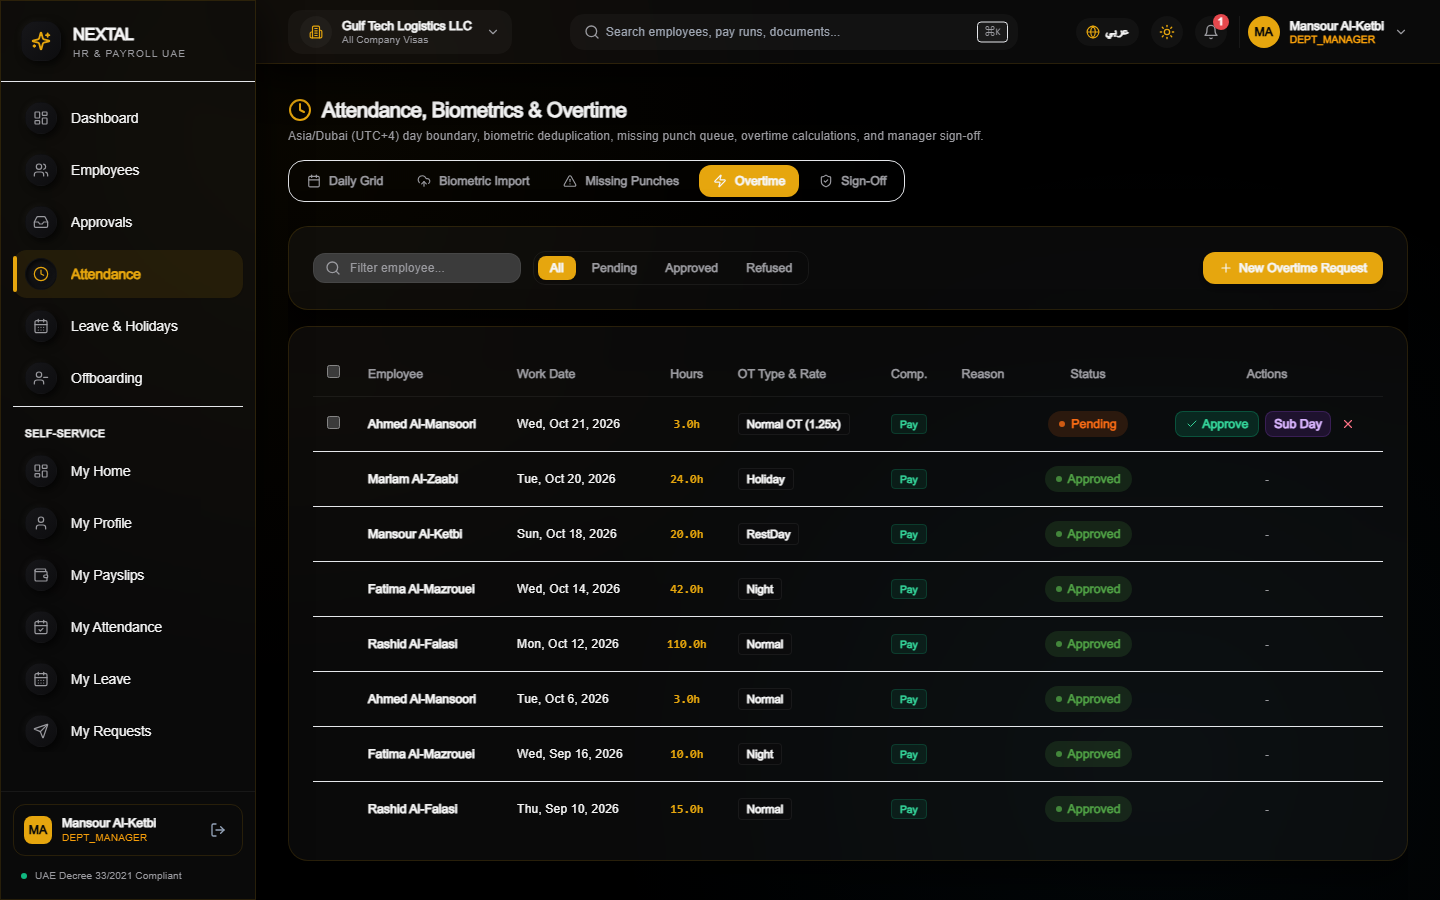 NEXTAL
HR & PAYROLL UAE
Gulf Tech Logistics LLC
All Company Visas
Search employees, pay runs, documents...
⌘K
عربي
1
MA
Mansour Al-Ketbi
DEPT_MANAGER
Dashboard
Employees
Approvals
Attendance
Leave & Holidays
Offboarding
SELF-SERVICE
My Home
My Profile
My Payslips
My Attendance
My Leave
My Requests
MA
Mansour Al-Ketbi
DEPT_MANAGER
UAE Decree 33/2021 Compliant
Attendance, Biometrics & Overtime
Asia/Dubai (UTC+4) day boundary, biometric deduplication, missing punch queue, overtime calculations, and manager sign-off.
Daily Grid Biometric Import Missing Punches Overtime Sign-Off
Filter employee... All Pending Approved Refused + New Overtime Request
Employee Work Date Hours OT Type & Rate Comp. Reason Status Actions
Ahmed Al-Mansoori Wed, Oct 21, 2026 3.0h Normal OT (1.25x) Pay Pending Approve Sub Day
Mariam Al-Zaabi Tue, Oct 20, 2026 24.0h Holiday Pay Approved -
Mansour Al-Ketbi Sun, Oct 18, 2026 20.0h RestDay Pay Approved -
Fatima Al-Mazrouei Wed, Oct 14, 2026 42.0h Night Pay Approved -
Rashid Al-Falasi Mon, Oct 12, 2026 110.0h Normal Pay Approved -
Ahmed Al-Mansoori Tue, Oct 6, 2026 3.0h Normal Pay Approved -
Fatima Al-Mazrouei Wed, Sep 16, 2026 10.0h Night Pay Approved -
Rashid Al-Falasi Thu, Sep 10, 2026 15.0h Normal Pay Approved -